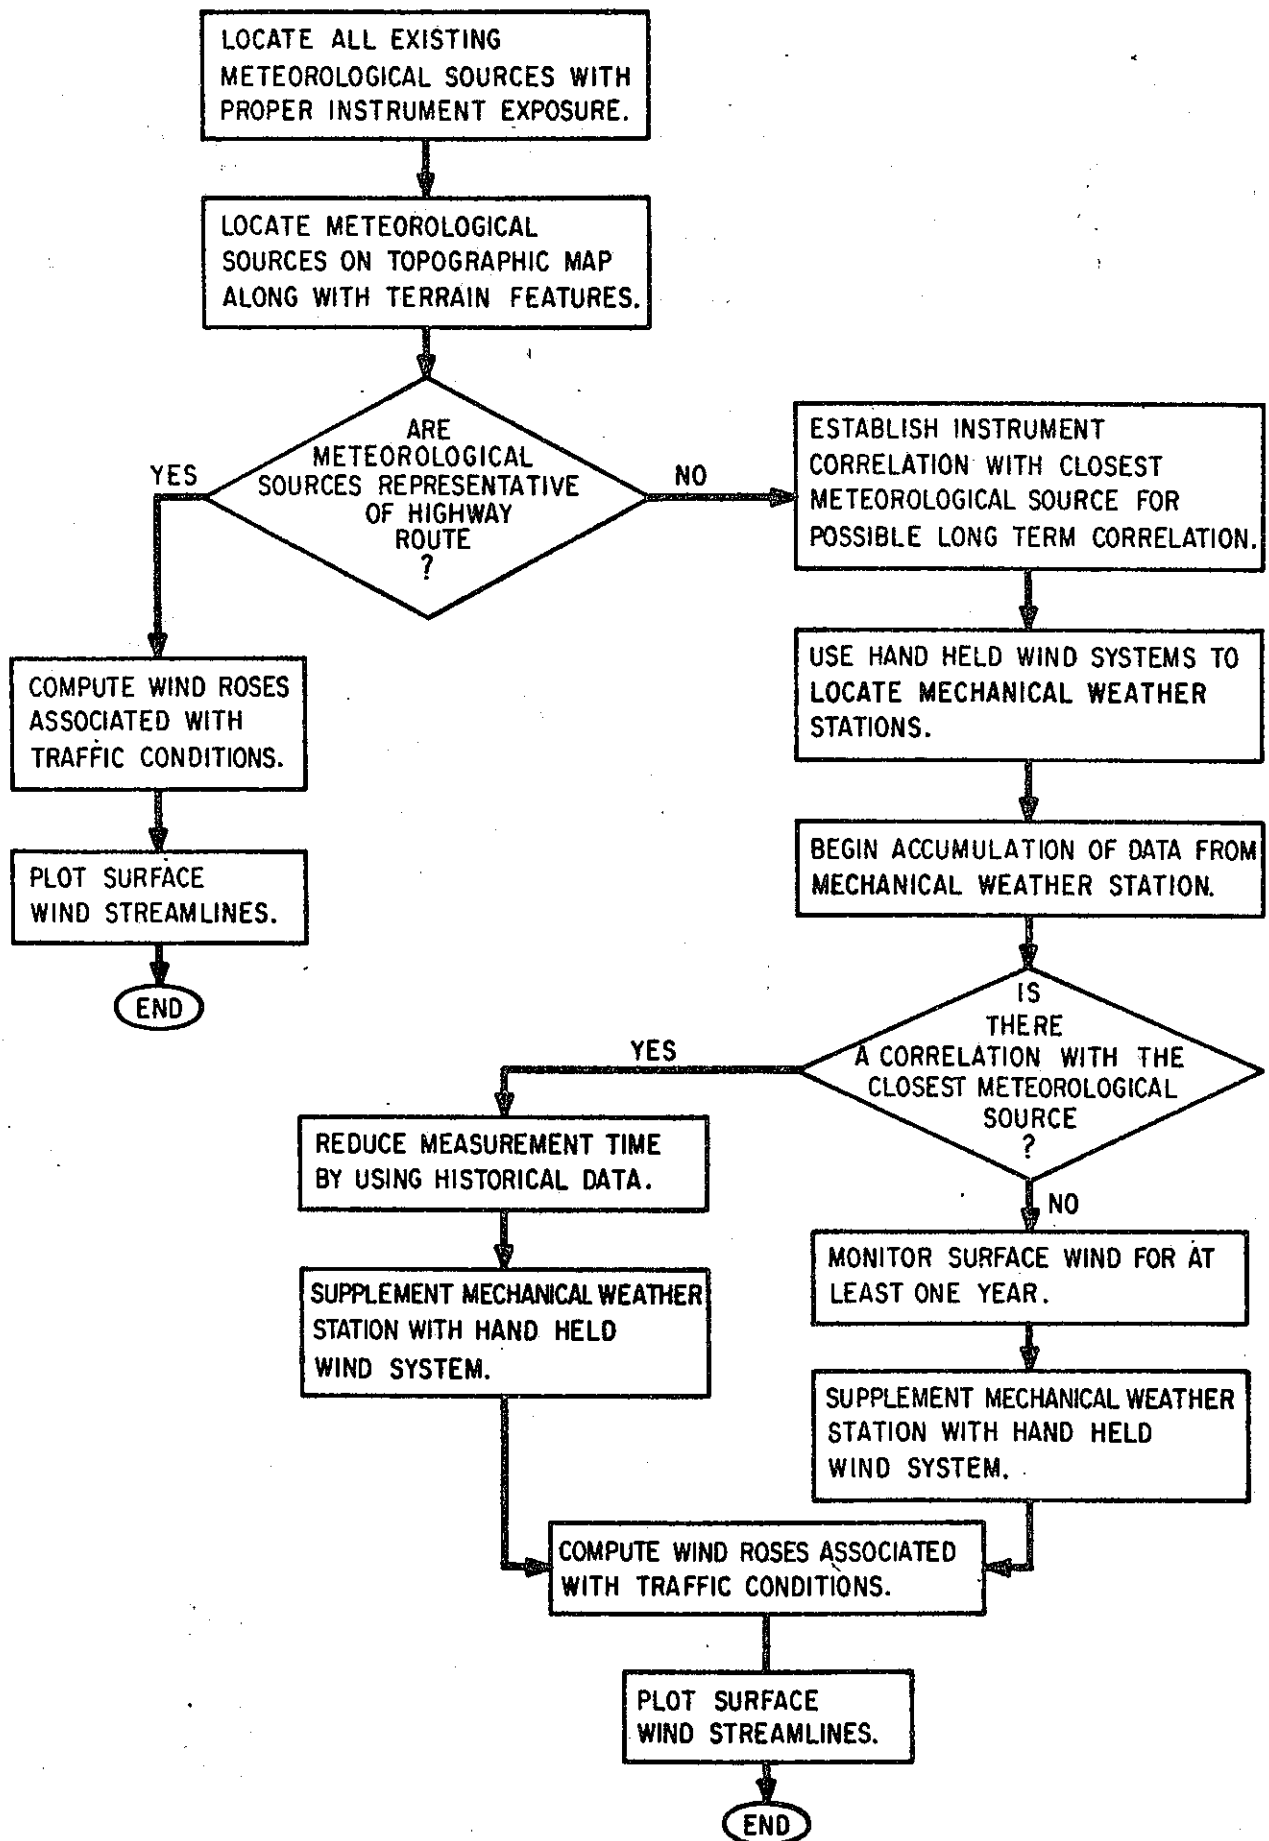 LOCATE ALL EXISTING
METEOROLOGICAL SOURCES WITH
PROPER INSTRUMENT EXPOSURE.
LOCATE METEOROLOGICAL
SOURCES ON TOPOGRAPHIC MAP
ALONG WITH TERRAIN FEATURES.
ARE
METEOROLOGICAL
SOURCES REPRESENTATIVE
OF HIGHWAY
ROUTE
?
YES
NO
COMPUTE WIND ROSES
ASSOCIATED WITH
TRAFFIC CONDITIONS.
PLOT SURFACE
WIND STREAMLINES.
END
ESTABLISH INSTRUMENT
CORRELATION WITH CLOSEST
METEOROLOGICAL SOURCE FOR
POSSIBLE LONG TERM CORRELATION.
USE HAND HELD WIND SYSTEMS TO
LOCATE MECHANICAL WEATHER
STATIONS.
BEGIN ACCUMULATION OF DATA FROM
MECHANICAL WEATHER STATION.
IS
THERE
A CORRELATION WITH THE
CLOSEST METEOROLOGICAL
SOURCE
?
YES
NO
REDUCE MEASUREMENT TIME
BY USING HISTORICAL DATA.
SUPPLEMENT MECHANICAL WEATHER
STATION WITH HAND HELD
WIND SYSTEM.
MONITOR SURFACE WIND FOR AT
LEAST ONE YEAR.
SUPPLEMENT MECHANICAL WEATHER
STATION WITH HAND HELD
WIND SYSTEM.
COMPUTE WIND ROSES ASSOCIATED
WITH TRAFFIC CONDITIONS.
PLOT SURFACE
WIND STREAMLINES.
END